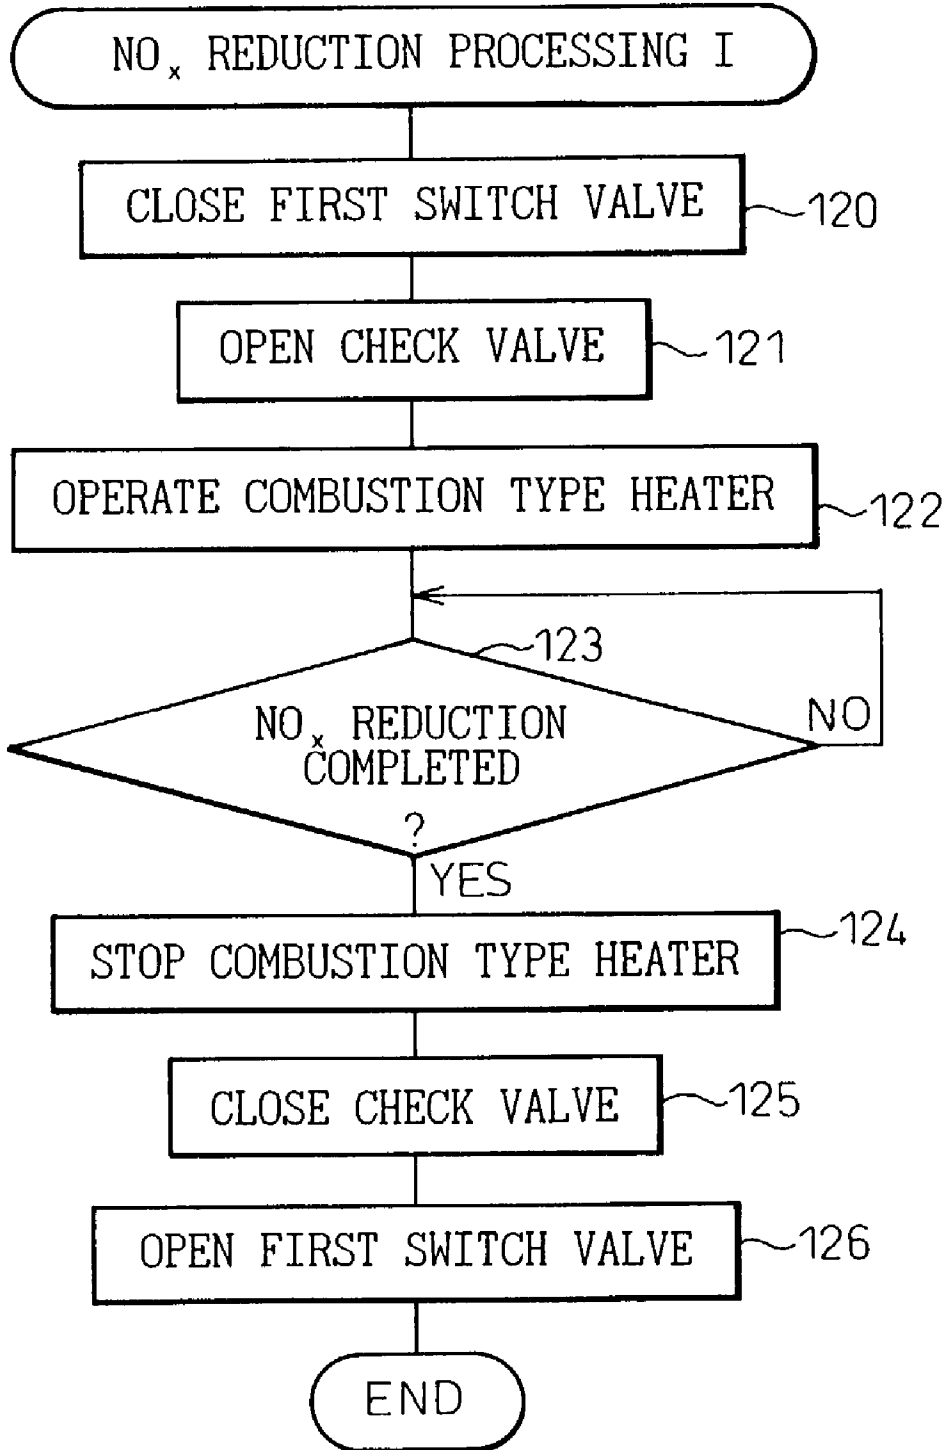 NOx REDUCTION PROCESSING I
CLOSE FIRST SWITCH VALVE
120
OPEN CHECK VALVE
121
OPERATE COMBUSTION TYPE HEATER
122
123
NOx REDUCTION
COMPLETED
?
NO
YES
STOP COMBUSTION TYPE HEATER
124
CLOSE CHECK VALVE
125
OPEN FIRST SWITCH VALVE
126
END